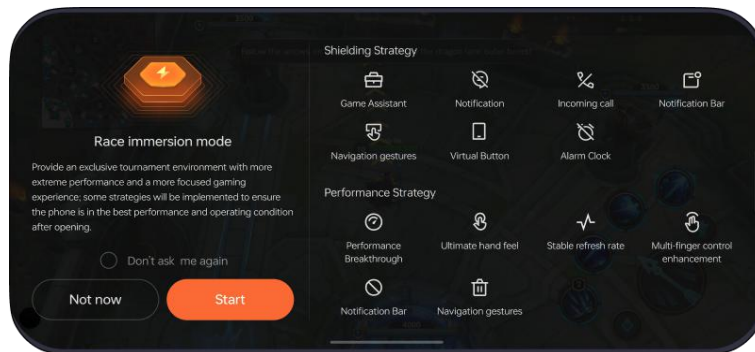 Race immersion mode
Provide an exclusive tournament environment with more
extreme performance and a more focused gaming
experience; some strategies will be implemented to ensure
the phone is in the best performance and operating condition
after opening.
Don't ask me again
Not now
Start
Shielding Strategy
Game Assistant
Notification
Incoming call
Notification Bar
Navigation gestures
Virtual Button
Alarm Clock
Performance Strategy
Performance
Breakthrough
Ultimate hand feel
Stable refresh rate
Multi-finger control
enhancement
Notification Bar
Navigation gestures